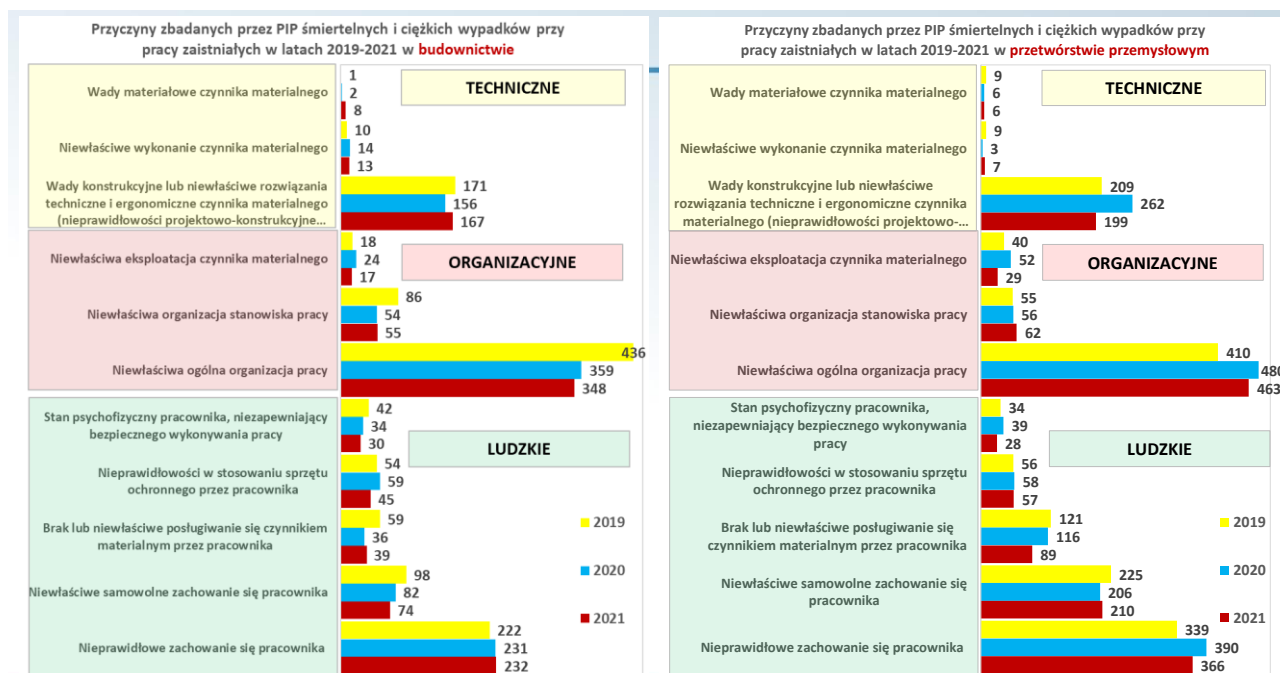 Przyczyny zbadanych przez PIP śmiertelnych i ciężkich wypadków przy
pracy zaistniałych w latach 2019-2021 w budownictwie
TECHNICZNE
Wady materiałowe czynnika materialnego
1
2
8
Niewłaściwe wykonanie czynnika materialnego
10
14
13
Wady konstrukcyjne lub niewłaściwe rozwiązania
techniczne i ergonomiczne czynnika materialnego
(nieprawidłowości projektowo-konstrukcyjne...
171
156
167
ORGANIZACYJNE
Niewłaściwa eksploatacja czynnika materialnego
18
24
17
Niewłaściwa organizacja stanowiska pracy
86
54
55
Niewłaściwa ogólna organizacja pracy
436
359
348
LUDZKIE
Stan psychofizyczny pracownika, niezapewniający
bezpiecznego wykonywania pracy
42
34
30
Nieprawidłowości w stosowaniu sprzętu
ochronnego przez pracownika
54
59
45
Brak lub niewłaściwe posługiwanie się czynnikiem
materialnym przez pracownika
59
36
39
Niewłaściwe samowolne zachowanie się pracownika
98
82
74
Nieprawidłowe zachowanie się pracownika
222
231
232
2019
2020
2021
Przyczyny zbadanych przez PIP śmiertelnych i ciężkich wypadków przy
pracy zaistniałych w latach 2019-2021 w przetwórstwie przemysłowym
TECHNICZNE
Wady materiałowe czynnika materialnego
9
6
6
Niewłaściwe wykonanie czynnika materialnego
9
3
7
Wady konstrukcyjne lub niewłaściwe
rozwiązania techniczne i ergonomiczne czynnika
materialnego (nieprawidłowości projektowo-...
209
262
199
ORGANIZACYJNE
Niewłaściwa eksploatacja czynnika materialnego
40
52
29
Niewłaściwa organizacja stanowiska pracy
55
56
62
Niewłaściwa ogólna organizacja pracy
410
480
463
LUDZKIE
Stan psychofizyczny pracownika,
niezapewniający bezpiecznego wykonywania
pracy
34
39
28
Nieprawidłowości w stosowaniu sprzętu
ochronnego przez pracownika
56
58
57
Brak lub niewłaściwe posługiwanie się
czynnikiem materialnym przez pracownika
121
116
89
Niewłaściwe samowolne zachowanie się
pracownika
225
206
210
Nieprawidłowe zachowanie się pracownika
339
390
366
2019
2020
2021